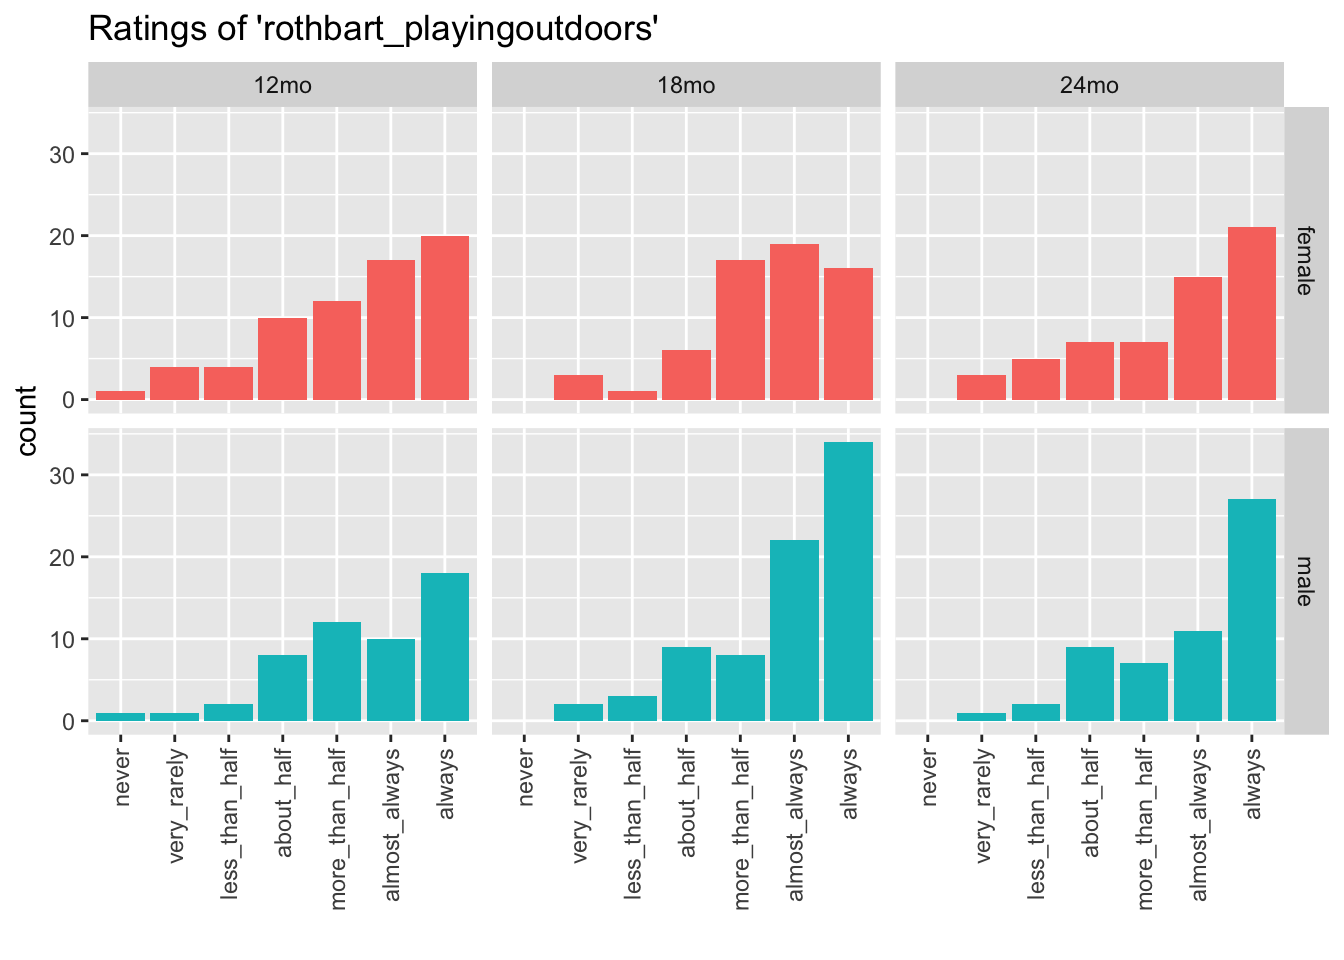 Ratings of 'rothbart_playingoutdoors'
12mo
18mo
24mo
30
20
10
0
female
count
30
20
10
0
male
never
very_rarely
less_than_half
about_half
more_than_half
almost_always
always
never
very_rarely
less_than_half
about_half
more_than_half
almost_always
always
never
very_rarely
less_than_half
about_half
more_than_half
almost_always
always